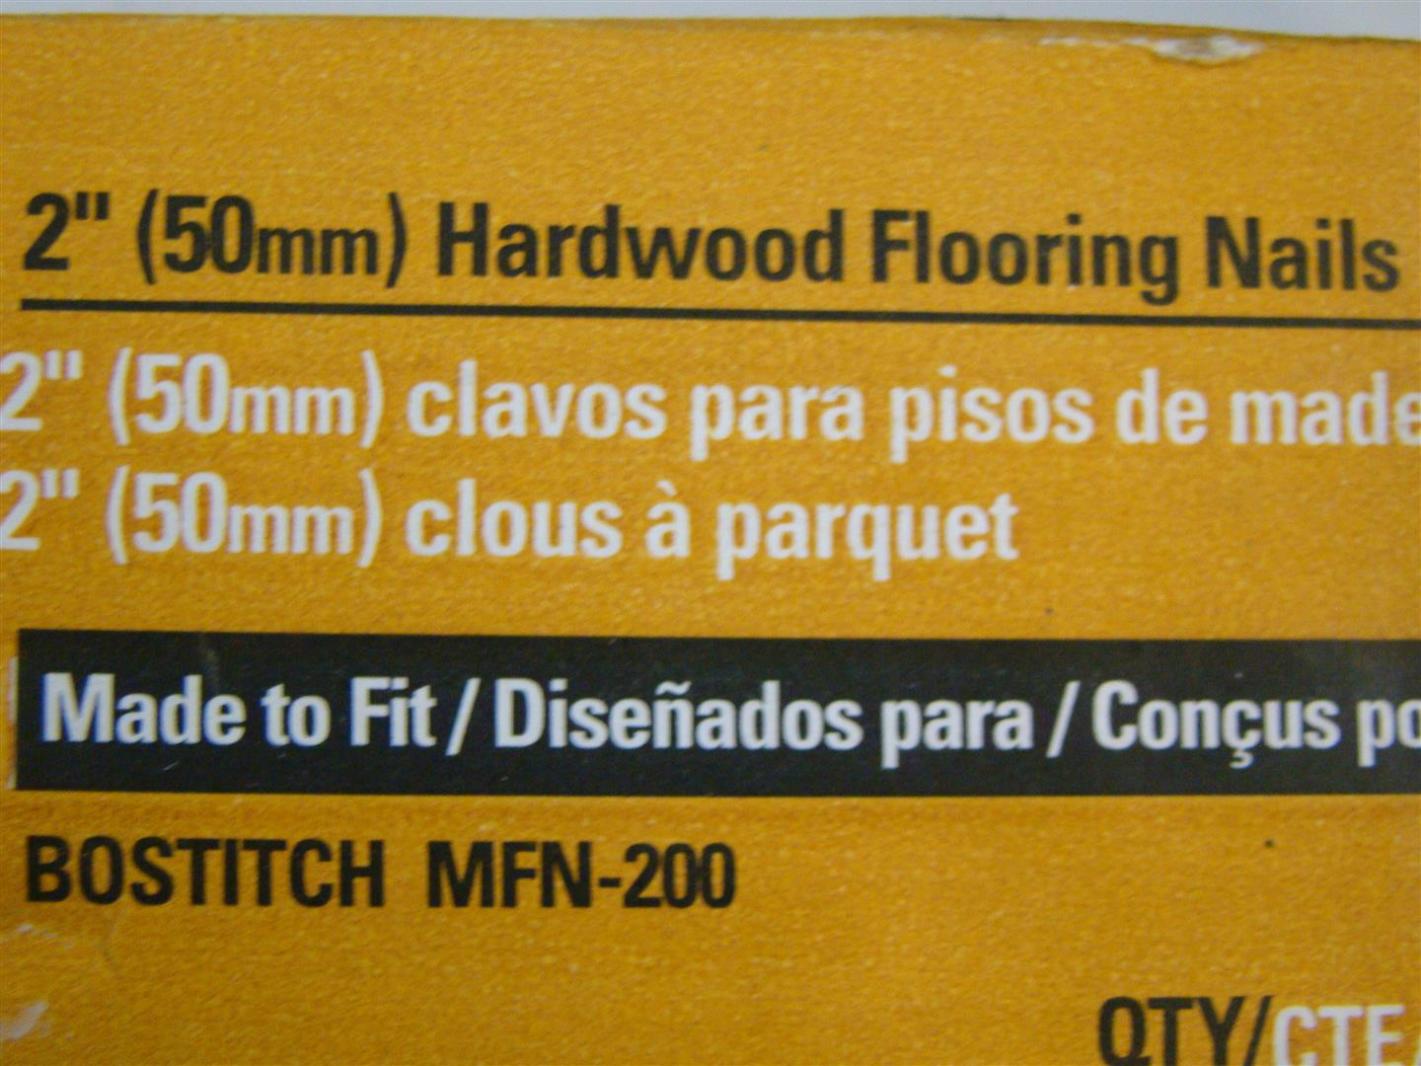 2" (50mm) Hardwood Flooring Nails
2" (50mm) clavos para pisos de made
2" (50mm) clous à parquet
Made to Fit / Diseñados para / Conçus po
BOSTITCH MFN-200
QTY/CTE